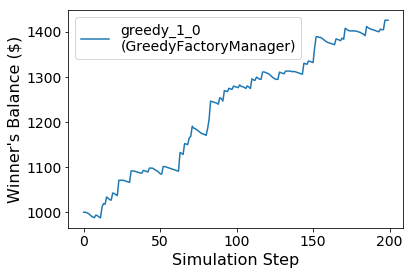 greedy_1_0
(GreedyFactoryManager)
Winner's Balance ($)
1400
1300
1200
1100
1000
0
50
100
150
200
Simulation Step